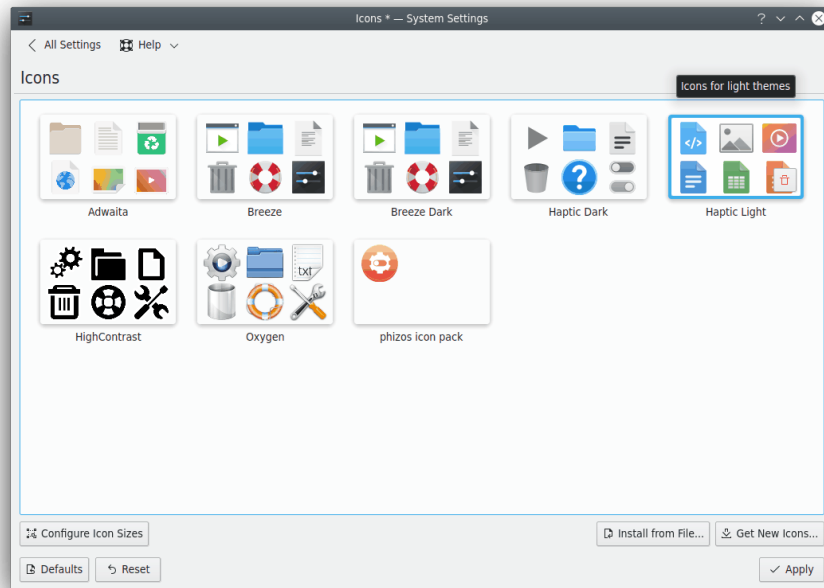 Icons * — System Settings
All Settings
Help
Icons
Icons for light themes
Adwaita
Breeze
Breeze Dark
Haptic Dark
Haptic Light
txt
HighContrast
Oxygen
phizos icon pack
Configure Icon Sizes
Install from File...
Get New Icons...
Defaults
Reset
Apply